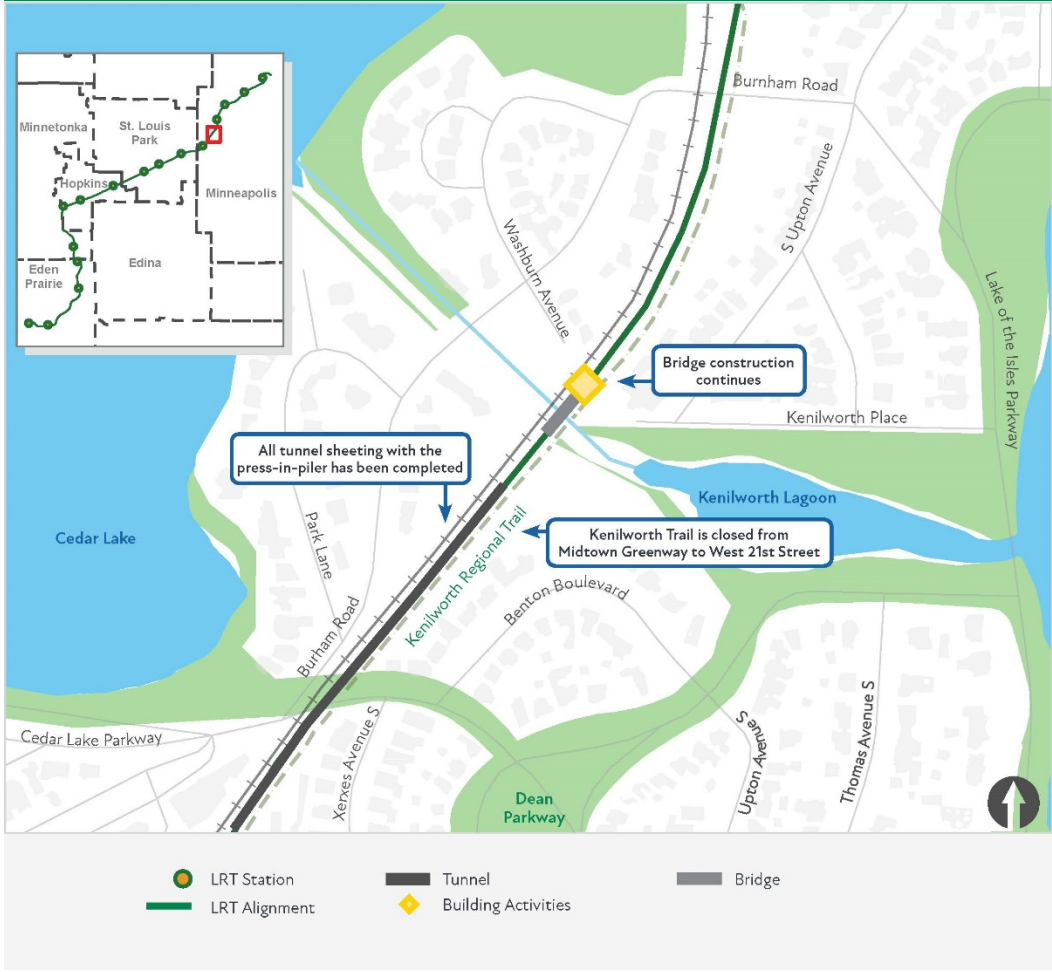 Minnetonka
St. Louis
Park
Hopkins
Minneapolis
Eden
Prairie
Edina
Burnham Road
S Upton Avenue
Washburn Avenue
Lake of the Isles Parkway
Bridge construction
continues
Kenilworth Place
All tunnel sheeting with the
press-in-piler has been completed
Kenilworth Lagoon
Cedar Lake
Park Lane
Kenilworth Regional Trail
Kenilworth Trail is closed from
Midtown Greenway to West 21st Street
Benton Boulevard
Burham Road
Cedar Lake Parkway
Xerxes Avenue S
Upton Avenue S
Thomas Avenue S
Dean
Parkway
LRT Station
Tunnel
Bridge
LRT Alignment
Building Activities